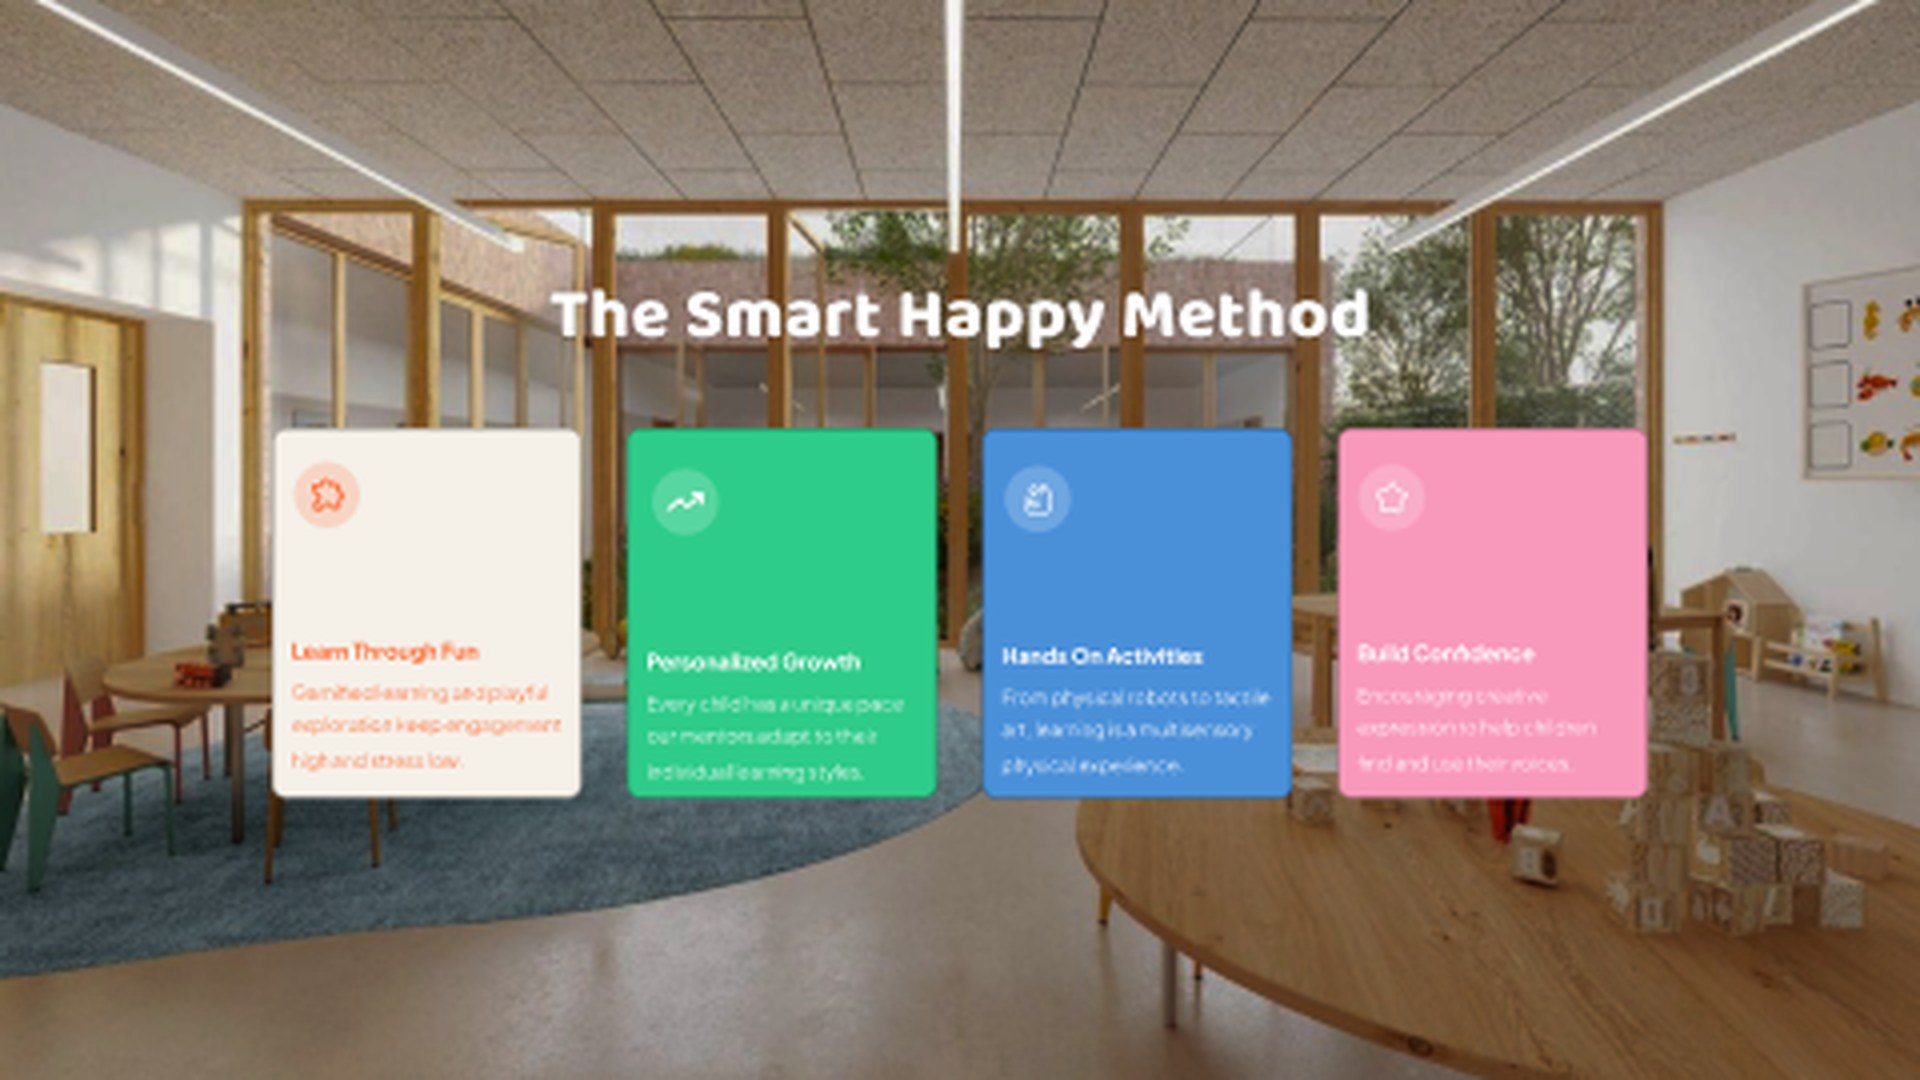 The Smart Happy Method
Learn Through Fun
Gamified learning and playful
exploration keep engagement
high and stress low.
Personalized Growth
Every child has a unique pace
our mentors adapt to their
individual learning styles.
Hands On Activities
From physical robots to tactile
art, learning is a multisensory
physical experience.
Build Confidence
Encouraging creative
expression to help children
find and use their voices.